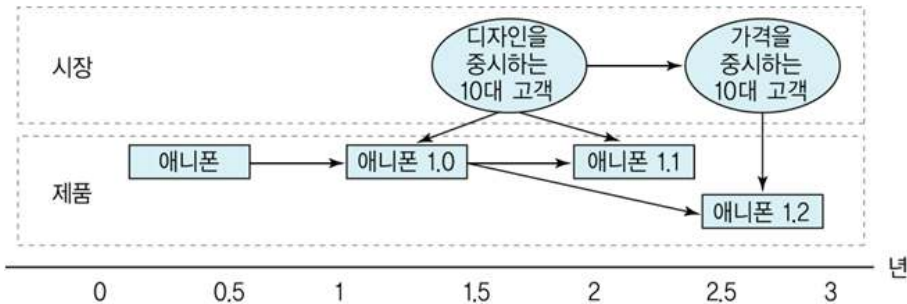 시장
디자인을
중시하는
10대 고객
가격을
중시하는
10대 고객
제품
애니폰
애니폰 1.0
애니폰 1.1
애니폰 1.2
0 0.5 1 1.5 2 2.5 3 년